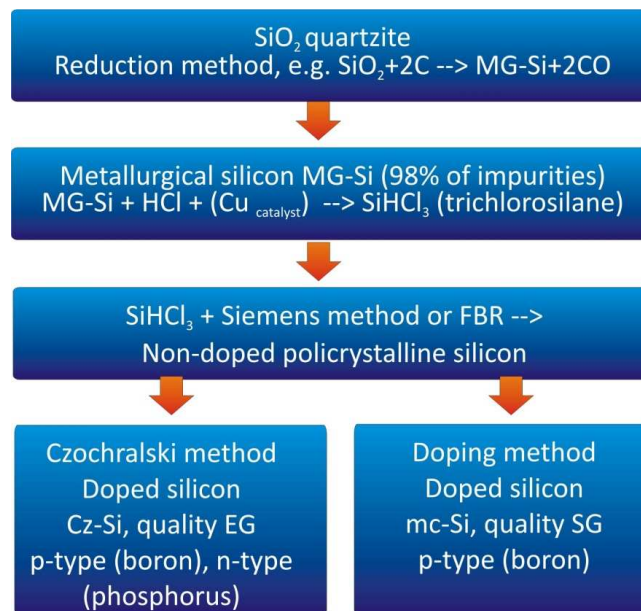 SiO₂ quartzite
Reduction method, e.g. SiO₂+2C --> MG-Si+2CO
Metallurgical silicon MG-Si (98% of impurities)
MG-Si + HCl + (Cu catalyst) --> SiHCl₃ (trichlorosilane)
SiHCl₃ + Siemens method or FBR -->
Non-doped policrystalline silicon
Czochralski method
Doped silicon
Cz-Si, quality EG
p-type (boron), n-type
(phosphorus)
Doping method
Doped silicon
mc-Si, quality SG
p-type (boron)